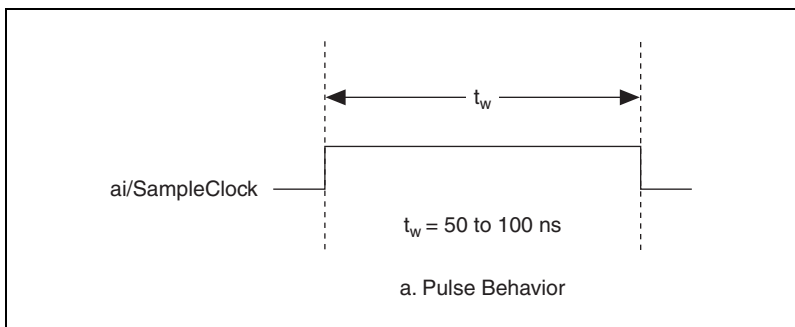 t_w
ai/SampleClock
t_w = 50 to 100 ns
a. Pulse Behavior